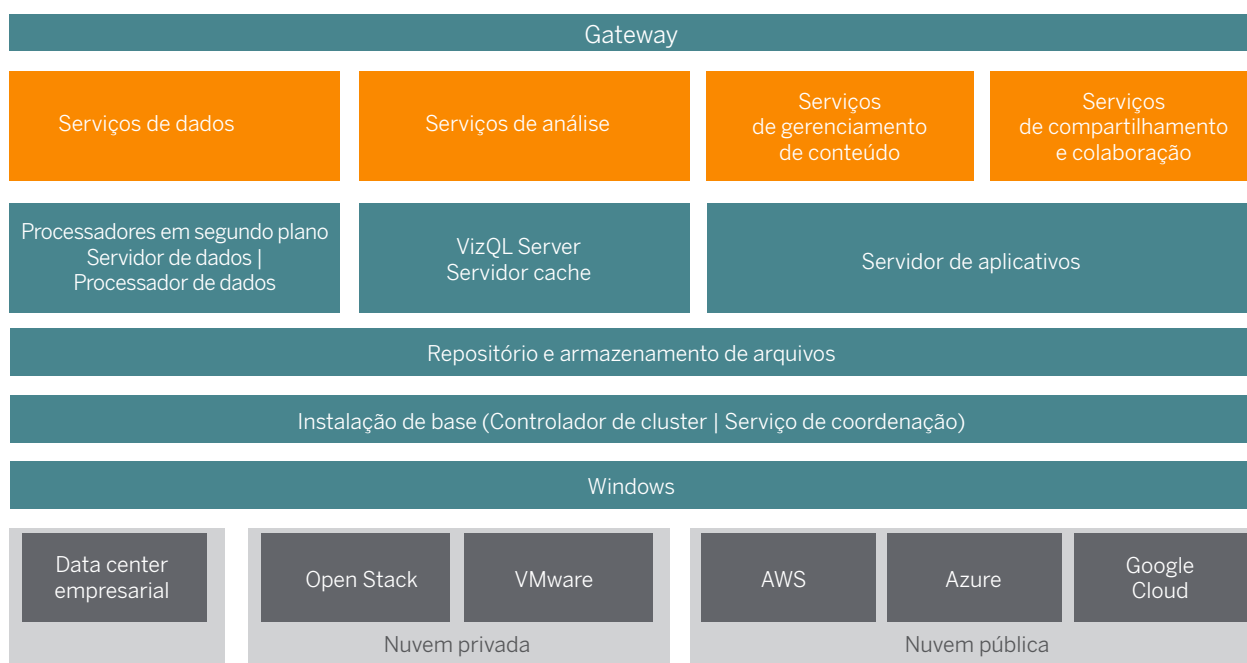 Gateway
Serviços de dados
Serviços de análise
Serviços
de gerenciamento
de conteúdo
Serviços
de compartilhamento
e colaboração
Processadores em segundo plano
Servidor de dados |
Processador de dados
VizQL Server
Servidor cache
Servidor de aplicativos
Repositório e armazenamento de arquivos
Instalação de base (Controlador de cluster | Serviço de coordenação)
Windows
Data center
empresarial
Open Stack
VMware
Nuvem privada
AWS
Azure
Google
Cloud
Nuvem pública